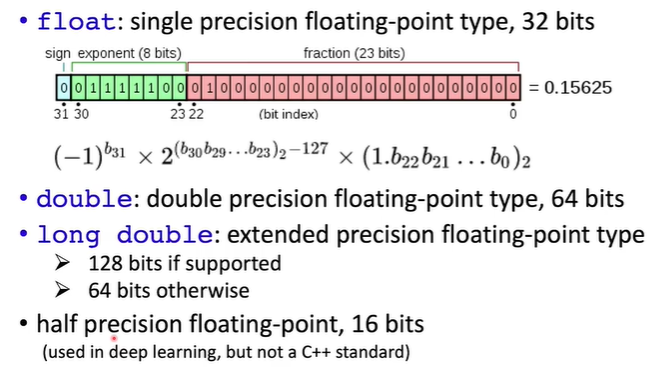 • float: single precision floating-point type, 32 bits
sign exponent (8 bits) fraction (23 bits)
0 0 1 1 1 1 1 0 0 0 1 0 0 0 0 0 0 0 0 0 0 0 0 0 0 0 0 0 0 0 0 0 = 0.15625
31 30 23 22 (bit index) 0
(−1)^{b_{31}} × 2^{(b_{30}b_{29}...b_{23})_2−127} × (1.b_{22}b_{21}...b_0)_2
• double: double precision floating-point type, 64 bits
• long double: extended precision floating-point type
➢ 128 bits if supported
➢ 64 bits otherwise
• half precision floating-point, 16 bits
(used in deep learning, but not a C++ standard)